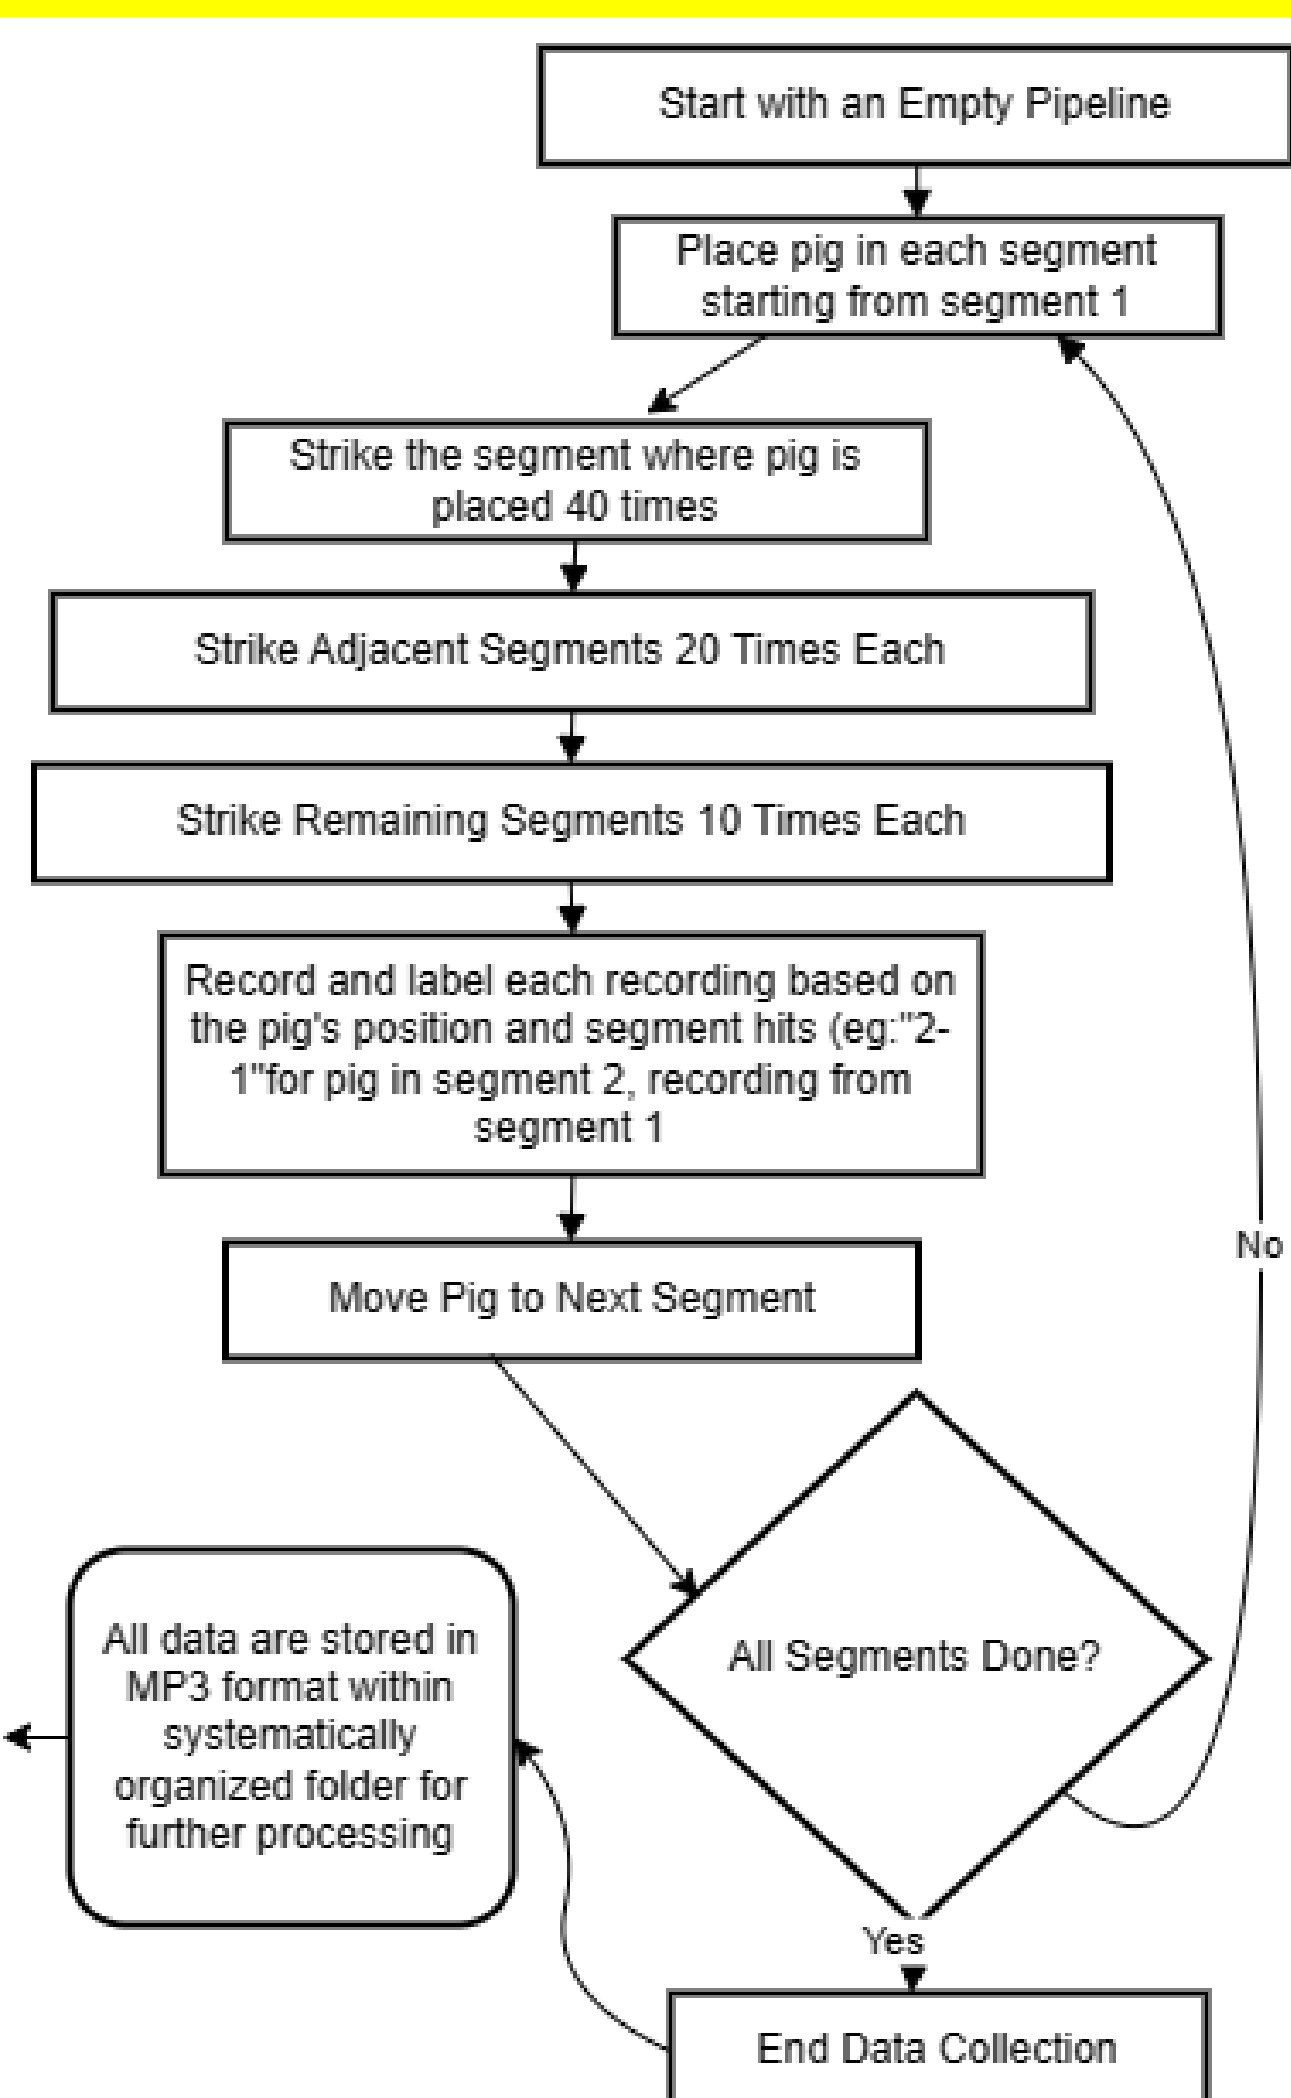 Start with an Empty Pipeline
Place pig in each segment
starting from segment 1
Strike the segment where pig is
placed 40 times
Strike Adjacent Segments 20 Times Each
Strike Remaining Segments 10 Times Each
Record and label each recording based on
the pig's position and segment hits (eg:"2-
1"for pig in segment 2, recording from
segment 1
Move Pig to Next Segment
All Segments Done?
No
Yes
End Data Collection
All data are stored in
MP3 format within
systematically
organized folder for
further processing